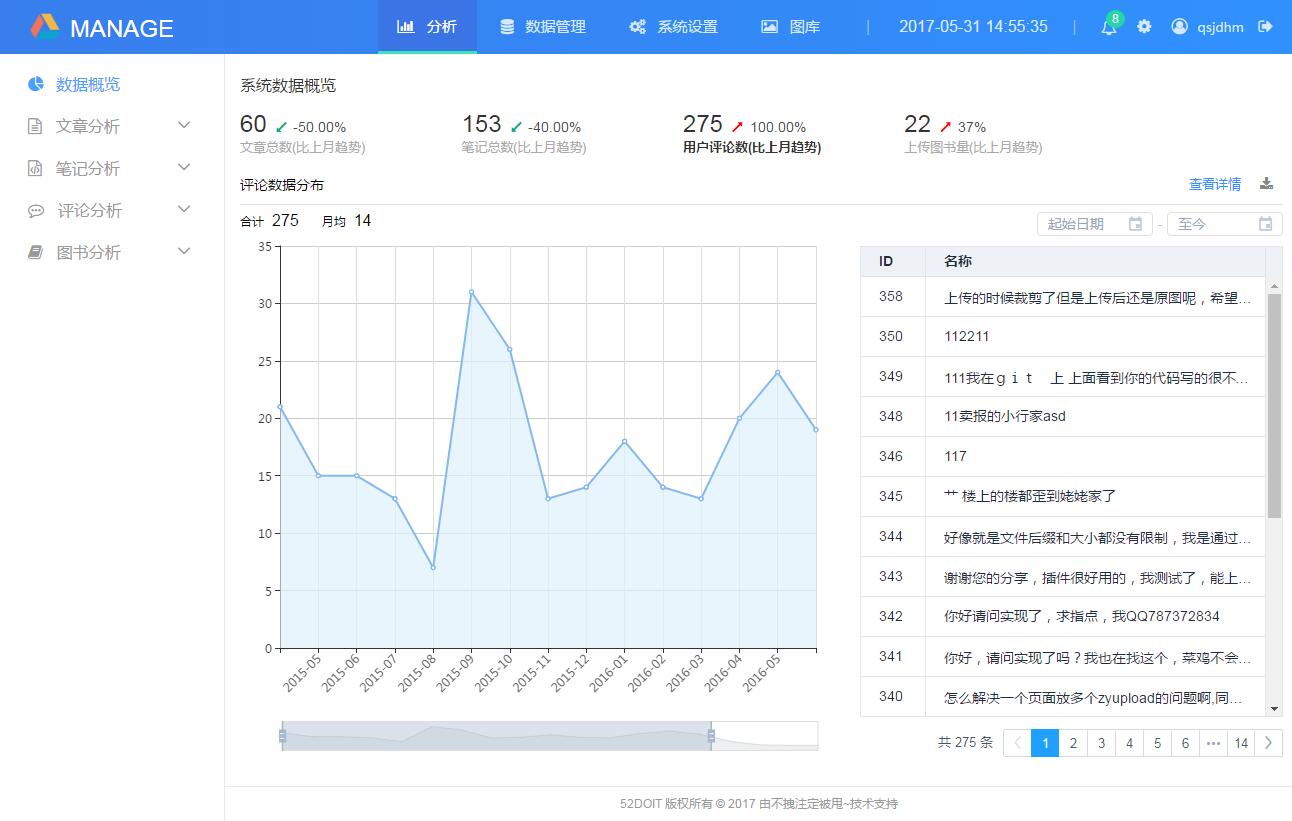 MANAGE 分析 数据管理 系统设置 图库 | 2017-05-31 14:55:35 | 8 qsjdhm
数据概览
文章分析
笔记分析
评论分析
图书分析
系统数据概览
60 -50.00% 153 -40.00% 275 100.00% 22 37%
文章总数(比上月趋势) 笔记总数(比上月趋势) 用户评论数(比上月趋势) 上传图书量(比上月趋势)
评论数据分布 查看详情
合计 275 月均 14 起始日期 - 至今
35
30
25
20
15
10
5
0
2015-05 2015-06 2015-07 2015-08 2015-09 2015-10 2015-11 2015-12 2016-01 2016-02 2016-03 2016-04 2016-05
ID 名称
358 上传的时候裁剪了但是上传后还是原图呢，希望...
350 112211
349 111我在ｇｉｔ　上 上面看到你的代码写的很不...
348 11卖报的小行家asd
346 117
345 艹 楼上的楼都歪到姥姥家了
344 好像就是文件后缀和大小都没有限制，我是通过...
343 谢谢您的分享，插件很好用的，我测试了，能上...
342 你好请问实现了，求指点，我QQ787372834
341 你好，请问实现了吗？我也在找这个，菜鸡不会...
340 怎么解决一个页面放多个zyupload的问题啊,同...
共 275 条 1 2 3 4 5 6 ••• 14
52DOIT 版权所有 © 2017 由不拽注定被甩~技术支持